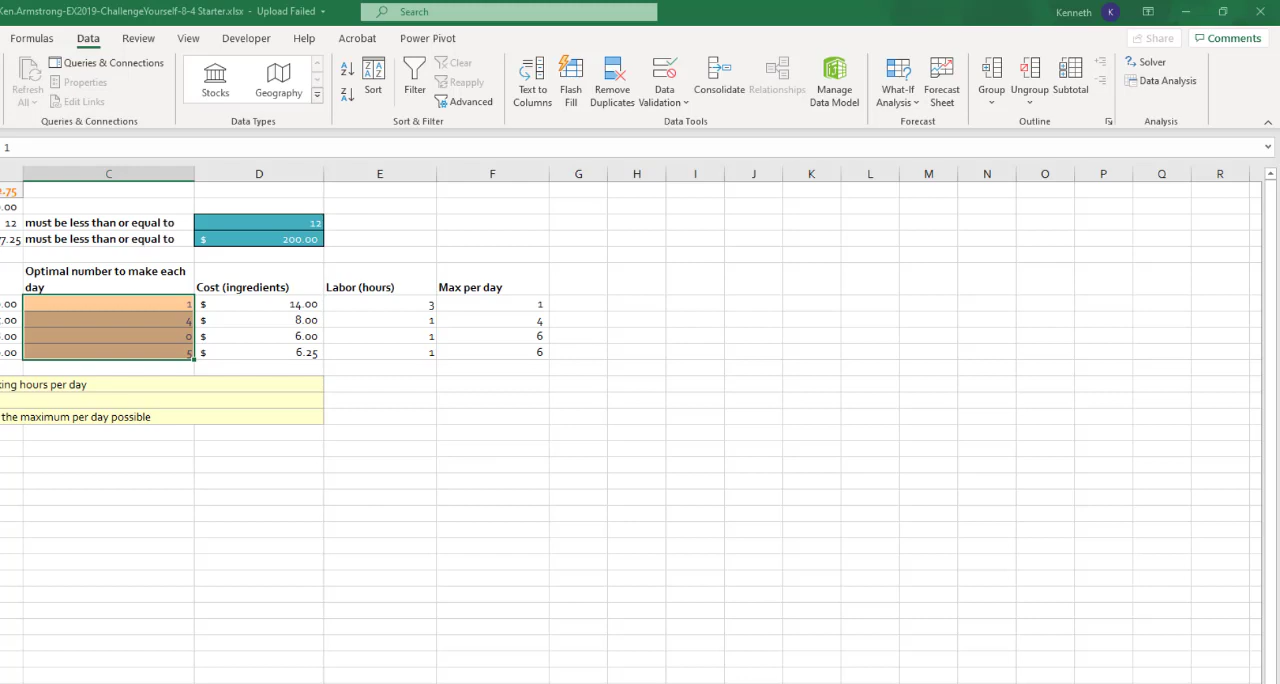 Ken.Armstrong-EX2019-ChallengeYourself-8-4 Starter.xlsx - Upload Failed
Search
Kenneth K
Formulas Data Review View Developer Help Acrobat Power Pivot
Share Comments
Refresh All
Queries & Connections
Properties
Edit Links
Queries & Connections
Stocks Geography
Data Types
Sort Filter
Clear
Reapply
Advanced
Sort & Filter
Text to Columns
Flash Fill
Remove Duplicates
Data Validation
Consolidate
Relationships
Manage Data Model
Data Tools
What-If Analysis
Forecast Sheet
Forecast
Group Ungroup Subtotal
Outline
Solver
Data Analysis
Analysis
1
C D E F G H I J K L M N O P Q R
-75
.00
12 must be less than or equal to 12
7.25 must be less than or equal to $ 200.00
Optimal number to make each day Cost (ingredients) Labor (hours) Max per day
.00 1 $ 14.00 3 1
.00 4 $ 8.00 1 4
.00 0 $ 6.00 1 6
.00 5 $ 6.25 1 6
king hours per day
the maximum per day possible